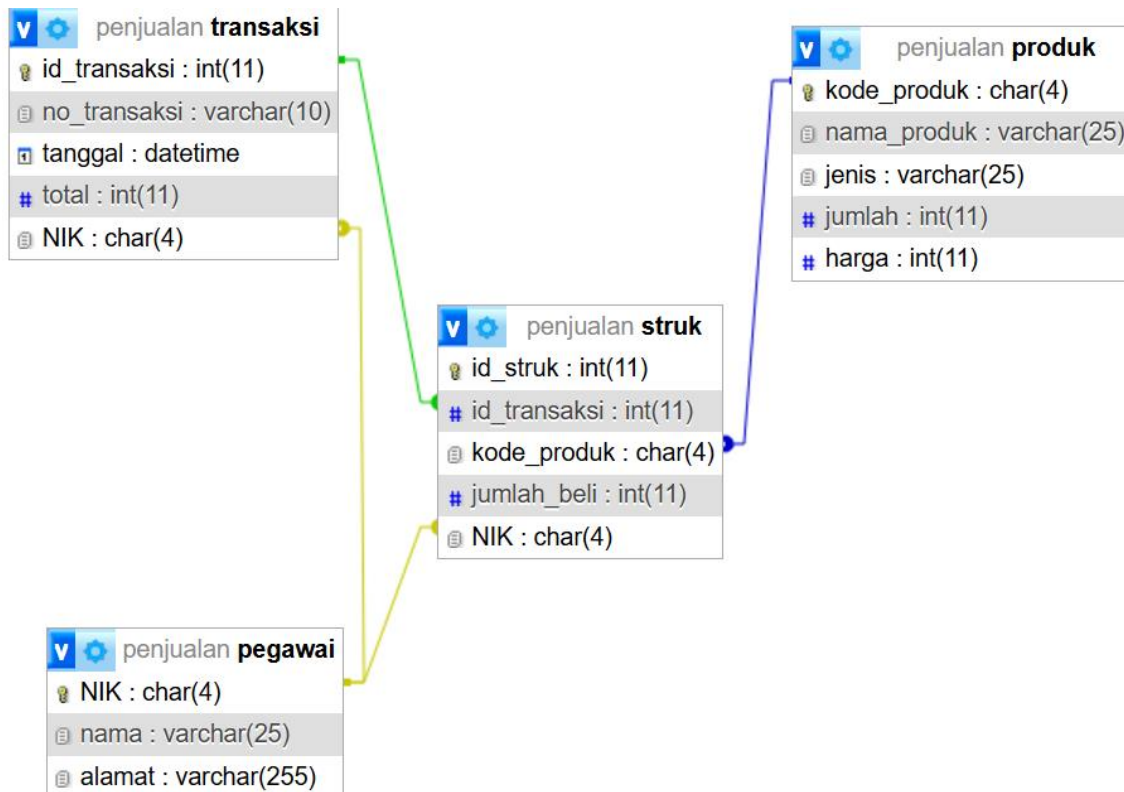 penjualan transaksi
id_transaksi : int(11)
no_transaksi : varchar(10)
tanggal : datetime
total : int(11)
NIK : char(4)
penjualan produk
kode_produk : char(4)
nama_produk : varchar(25)
jenis : varchar(25)
jumlah : int(11)
harga : int(11)
penjualan struk
id_struk : int(11)
id_transaksi : int(11)
kode_produk : char(4)
jumlah_beli : int(11)
NIK : char(4)
penjualan pegawai
NIK : char(4)
nama : varchar(25)
alamat : varchar(255)